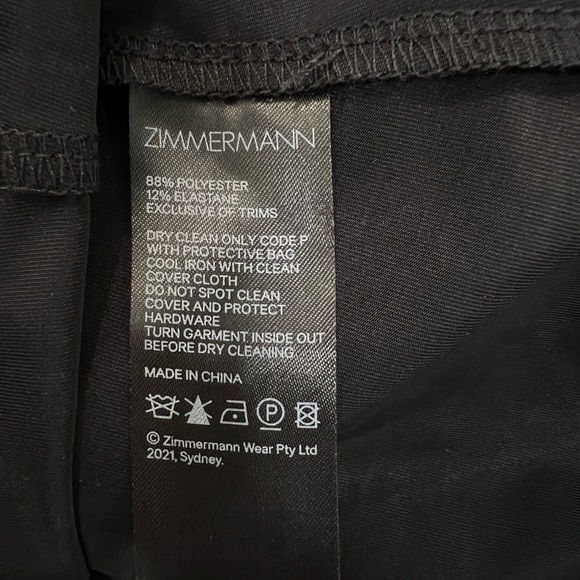 ZIMMERMANN
88% POLYESTER
12% ELASTANE
EXCLUSIVE OF TRIMS
DRY CLEAN ONLY CODE P
WITH PROTECTIVE BAG
COOL IRON WITH CLEAN
COVER CLOTH
DO NOT SPOT CLEAN
COVER AND PROTECT
HARDWARE
TURN GARMENT INSIDE OUT
BEFORE DRY CLEANING
MADE IN CHINA
P
© Zimmermann Wear Pty Ltd
2021, Sydney.